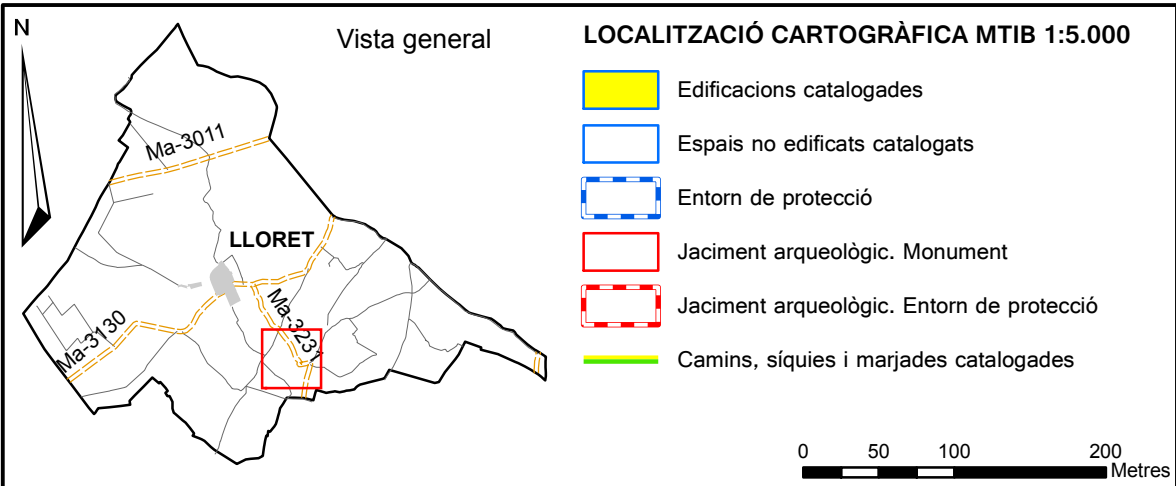 N
Vista general
Ma-3011
LLORET
Ma-3130
Ma-3231
LOCALITZACIÓ CARTOGRÀFICA MTIB 1:5.000
Edificacions catalogades
Espais no edificats catalogats
Entorn de protecció
Jaciment arqueològic. Monument
Jaciment arqueològic. Entorn de protecció
Camins, síquies i marjades catalogades
0 50 100 200
Metres